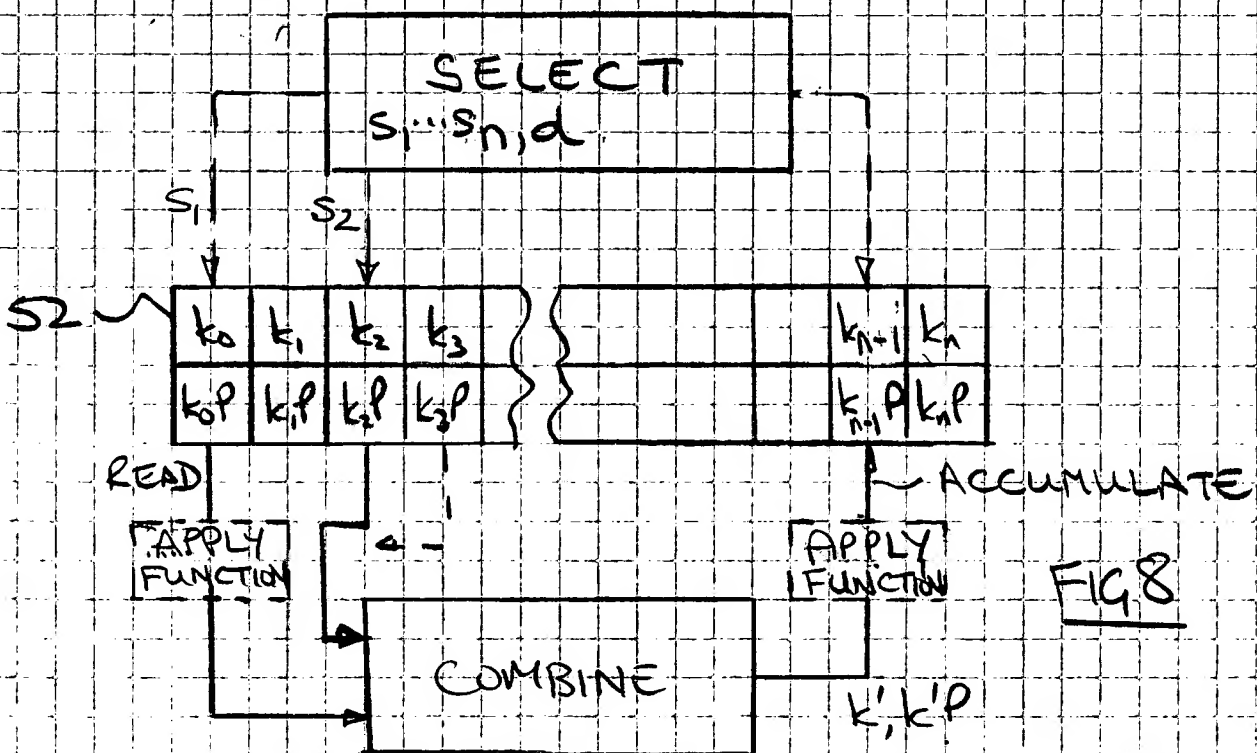 SELECT
S₁...Sn, d
S₁ S₂
52 k₀ k₁ k₂ k₃ kn-1 kn
k₀P k₁P k₂P k₃P kn-1P knP
READ ACCUMULATE
APPLY FUNCTION APPLY FUNCTION
FIG 8
COMBINE
k', k'P